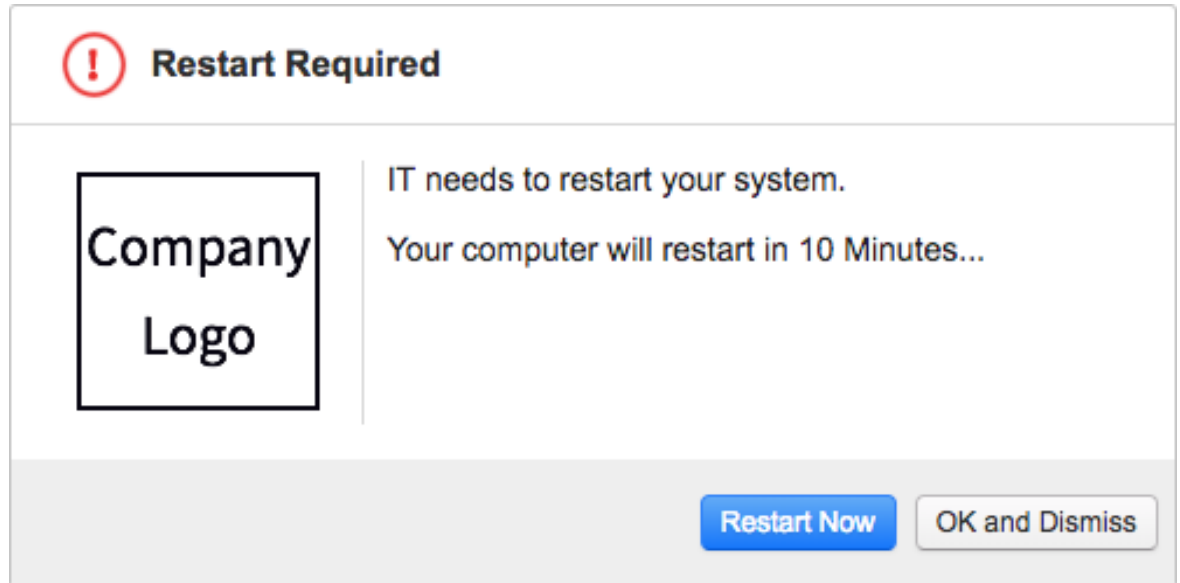 Restart Required
Company
Logo
IT needs to restart your system.
Your computer will restart in 10 Minutes...
Restart Now
OK and Dismiss